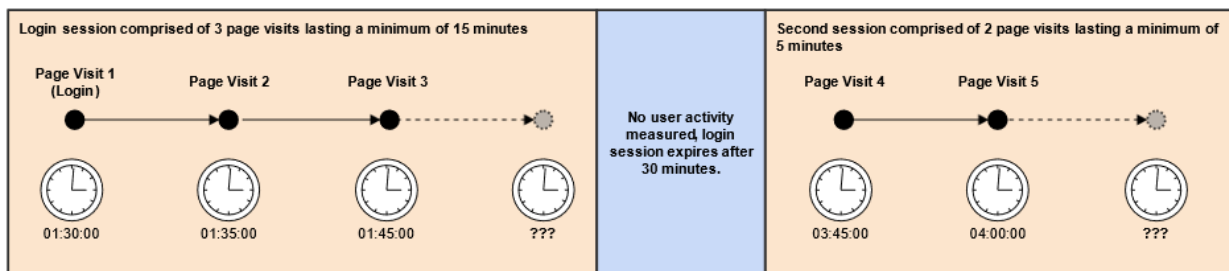 Login session comprised of 3 page visits lasting a minimum of 15 minutes
Page Visit 1
(Login)
Page Visit 2
Page Visit 3
01:30:00
01:35:00
01:45:00
???
No user activity
measured, login
session expires after
30 minutes.
Second session comprised of 2 page visits lasting a minimum of
5 minutes
Page Visit 4
Page Visit 5
03:45:00
04:00:00
???